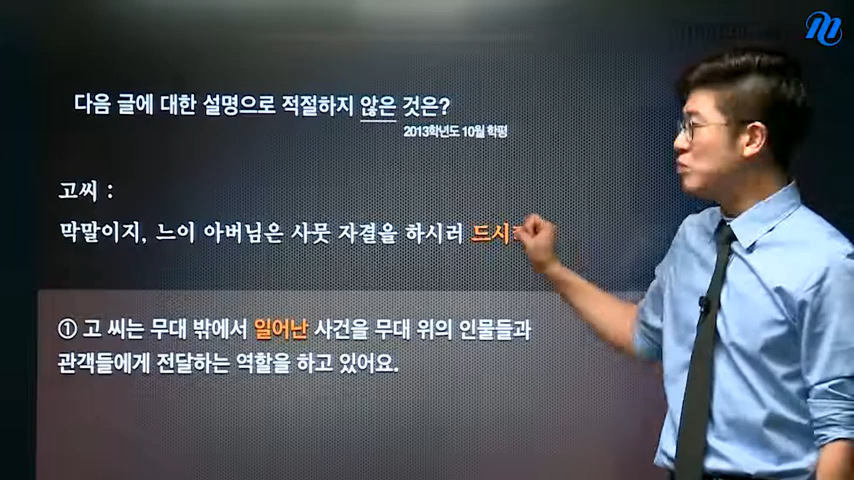 다음 글에 대한 설명으로 적절하지 않은 것은?
2013학년도 10월 학평
고씨 :
막말이지, 느이 아버님은 사뭇 자결을 하시러 드시
① 고 씨는 무대 밖에서 일어난 사건을 무대 위의 인물들과
관객들에게 전달하는 역할을 하고 있어요.